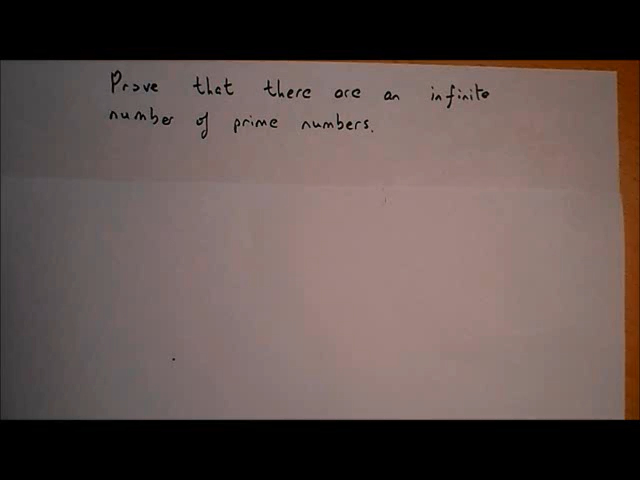 Prove that there are an infinite
number of prime numbers.